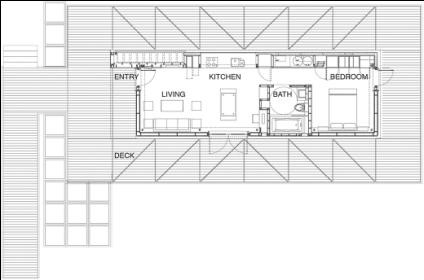 ENTRY
KITCHEN
BEDROOM
LIVING
BATH
DECK